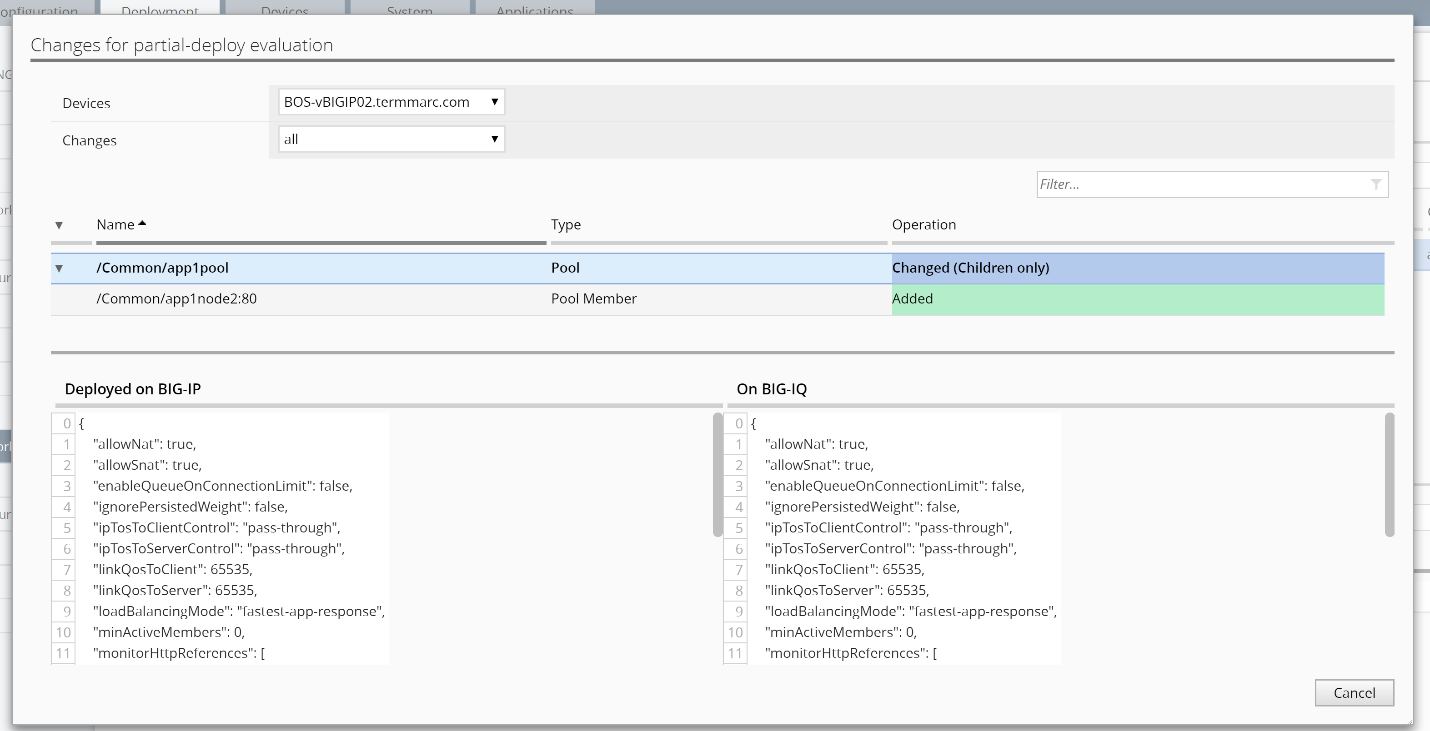 Deployment Devices System Applications
Changes for partial-deploy evaluation
Devices BOS-vBIGIP02.termmarc.com ▼
Changes all ▼
Filter...
▼ Name Type Operation
▼ /Common/app1pool Pool Changed (Children only)
/Common/app1node2:80 Pool Member Added
Deployed on BIG-IP On BIG-IQ
0 { 0 {
1 "allowNat": true, 1 "allowNat": true,
2 "allowSnat": true, 2 "allowSnat": true,
3 "enableQueueOnConnectionLimit": false, 3 "enableQueueOnConnectionLimit": false,
4 "ignorePersistedWeight": false, 4 "ignorePersistedWeight": false,
5 "ipTosToClientControl": "pass-through", 5 "ipTosToClientControl": "pass-through",
6 "ipTosToServerControl": "pass-through", 6 "ipTosToServerControl": "pass-through",
7 "linkQosToClient": 65535, 7 "linkQosToClient": 65535,
8 "linkQosToServer": 65535, 8 "linkQosToServer": 65535,
9 "loadBalancingMode": "fastest-app-response", 9 "loadBalancingMode": "fastest-app-response",
10 "minActiveMembers": 0, 10 "minActiveMembers": 0,
11 "monitorHttpReferences": [ 11 "monitorHttpReferences": [
Cancel